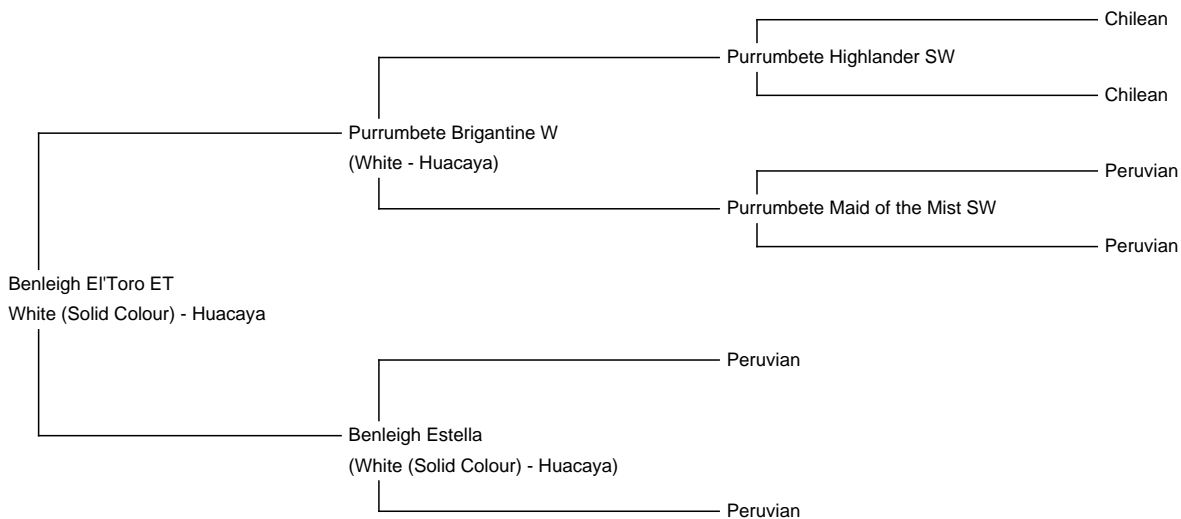 Chilean
Purrumbete Highlander SW
Chilean
Purrumbete Brigantine W
(White - Huacaya)
Peruvian
Purrumbete Maid of the Mist SW
Peruvian
Benleigh El'Toro ET
White (Solid Colour) - Huacaya
Peruvian
Benleigh Estella
(White (Solid Colour) - Huacaya)
Peruvian